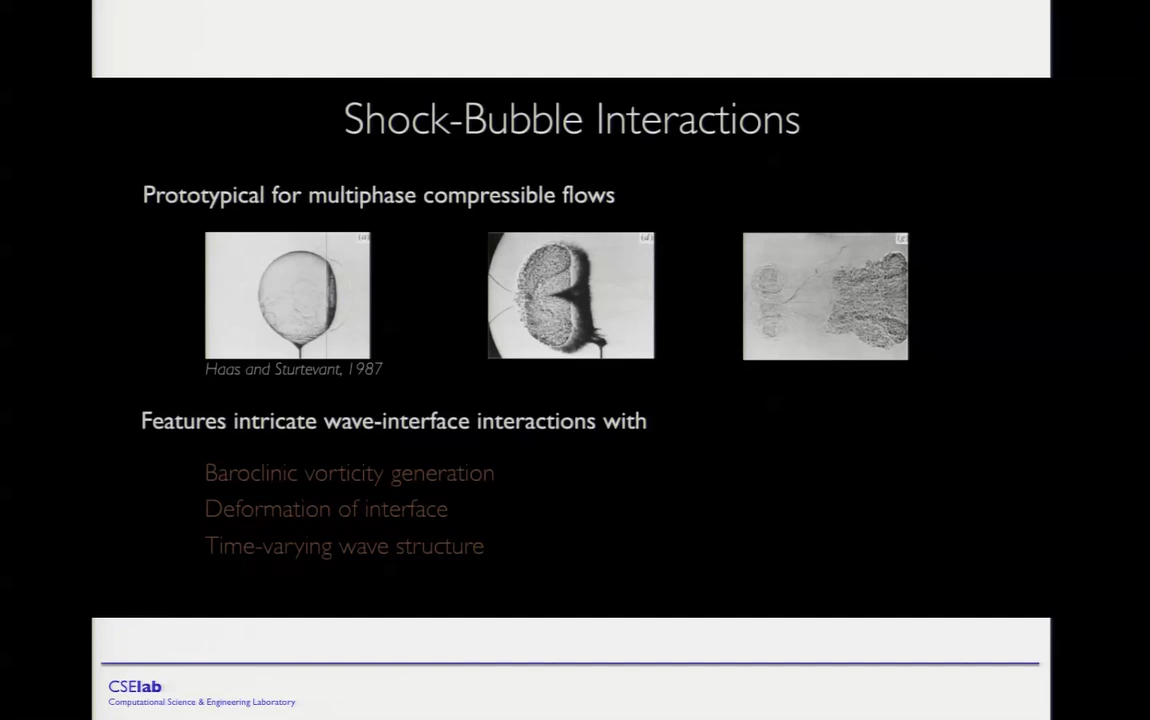 Shock-Bubble Interactions
Prototypical for multiphase compressible flows
Haas and Sturtevant, 1987
Features intricate wave-interface interactions with
Baroclinic vorticity generation
Deformation of interface
Time-varying wave structure
CSElab
Computational Science & Engineering Laboratory